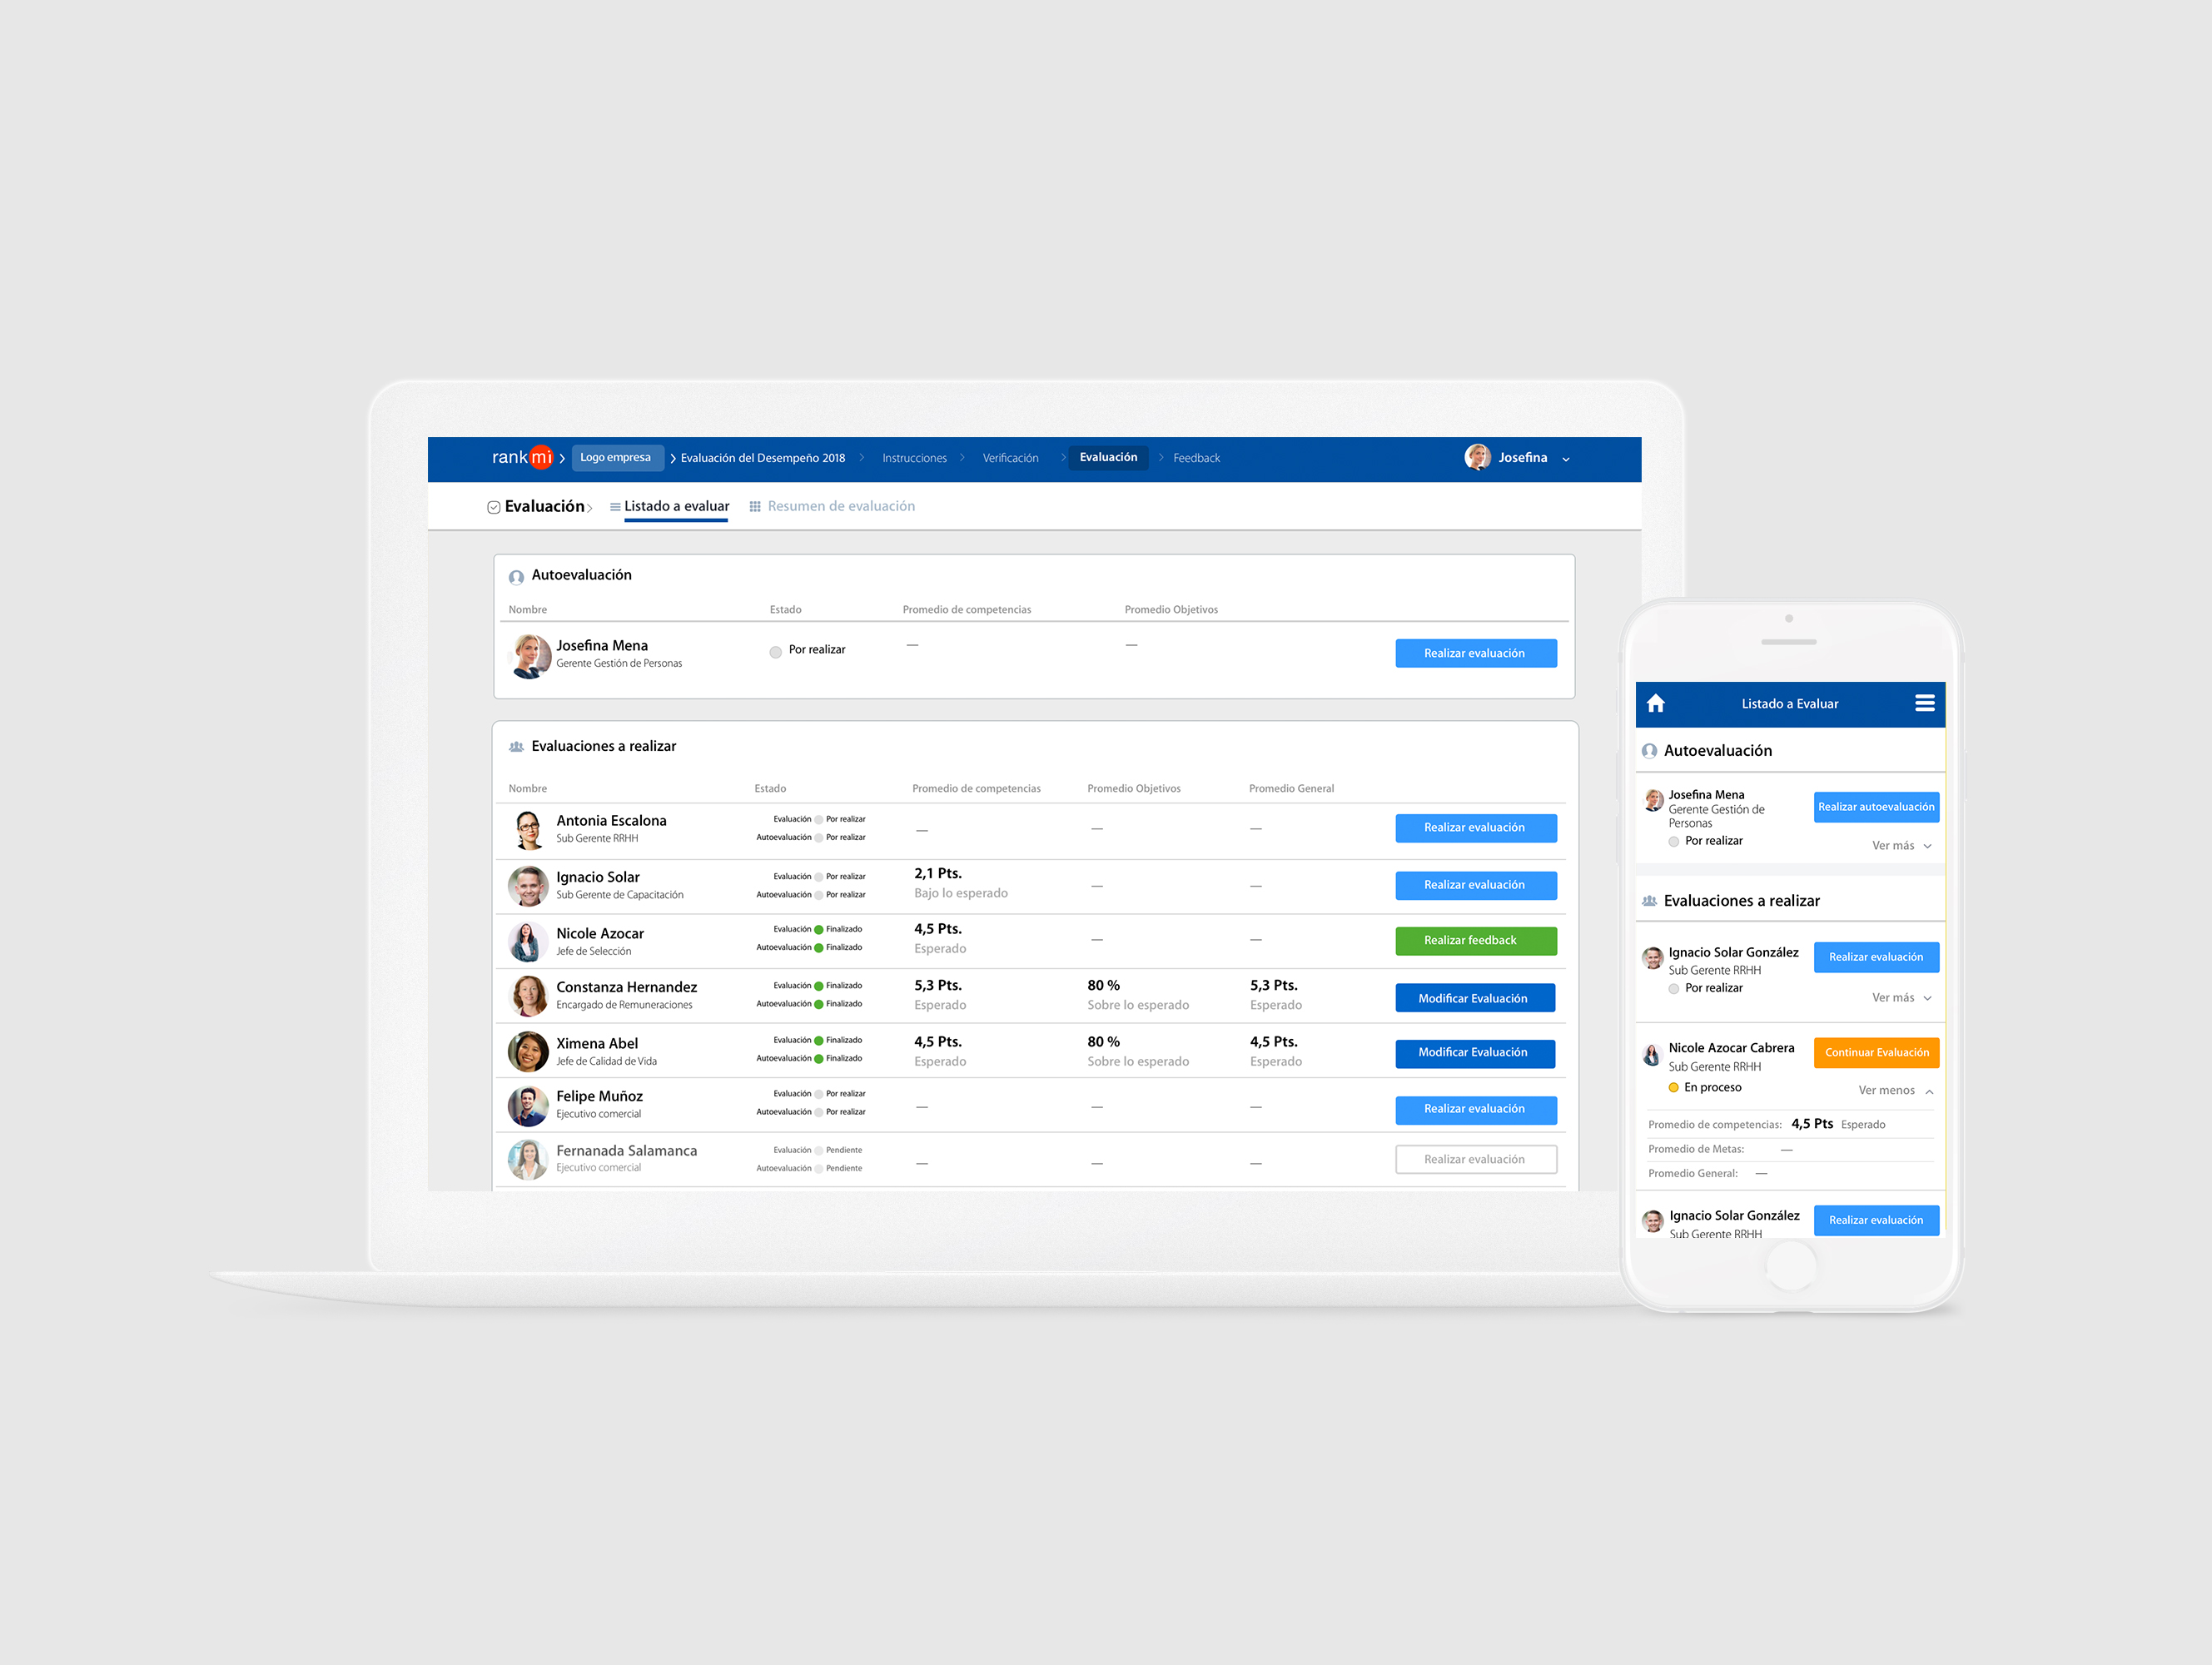 rankmi
Logo empresa
Evaluación del Desempeño 2018
Instrucciones
Verificación
Evaluación
Feedback
Josefina
Evaluación
Listado a evaluar
Resumen de evaluación
Autoevaluación
Nombre Estado Promedio de competencias Promedio Objetivos
Josefina Mena
Gerente Gestión de Personas
Por realizar
—
—
Realizar evaluación
Evaluaciones a realizar
Nombre Estado Promedio de competencias Promedio Objetivos Promedio General
Antonia Escalona
Sub Gerente RRHH
Evaluación Por realizar
Autoevaluación Por realizar
—
—
—
Realizar evaluación
Ignacio Solar
Sub Gerente de Capacitación
Evaluación Por realizar
Autoevaluación Por realizar
2,1 Pts.
Bajo lo esperado
—
—
Realizar evaluación
Nicole Azocar
Jefe de Selección
Evaluación Finalizado
Autoevaluación Finalizado
4,5 Pts.
Esperado
—
—
Realizar feedback
Constanza Hernandez
Encargado de Remuneraciones
Evaluación Finalizado
Autoevaluación Finalizado
5,3 Pts.
Esperado
80 %
Sobre lo esperado
5,3 Pts.
Esperado
Modificar Evaluación
Ximena Abel
Jefe de Calidad de Vida
Evaluación Finalizado
Autoevaluación Finalizado
4,5 Pts.
Esperado
80 %
Sobre lo esperado
4,5 Pts.
Esperado
Modificar Evaluación
Felipe Muñoz
Ejecutivo comercial
Evaluación Por realizar
Autoevaluación Por realizar
—
—
—
Realizar evaluación
Fernanada Salamanca
Ejecutivo comercial
Evaluación Pendiente
Autoevaluación Pendiente
—
—
—
Realizar evaluación
Listado a Evaluar
Autoevaluación
Josefina Mena
Gerente Gestión de
Personas
Por realizar
Realizar autoevaluación
Ver más
Evaluaciones a realizar
Ignacio Solar González
Sub Gerente RRHH
Por realizar
Realizar evaluación
Ver más
Nicole Azocar Cabrera
Sub Gerente RRHH
En proceso
Continuar Evaluación
Ver menos
Promedio de competencias: 4,5 Pts Esperado
Promedio de Metas: —
Promedio General: —
Ignacio Solar González
Sub Gerente RRHH
Realizar evaluación